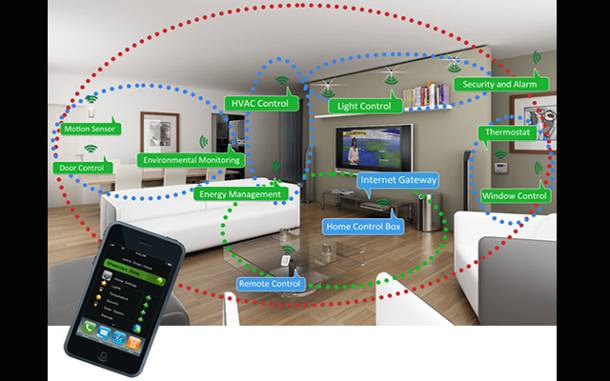 Security and Alarm
HVAC Control
Light Control
Motion Sensor
Thermostat
Environmental Monitoring
Door Control
Internet Gateway
Energy Management
Window Control
Home Control Box
Remote Control